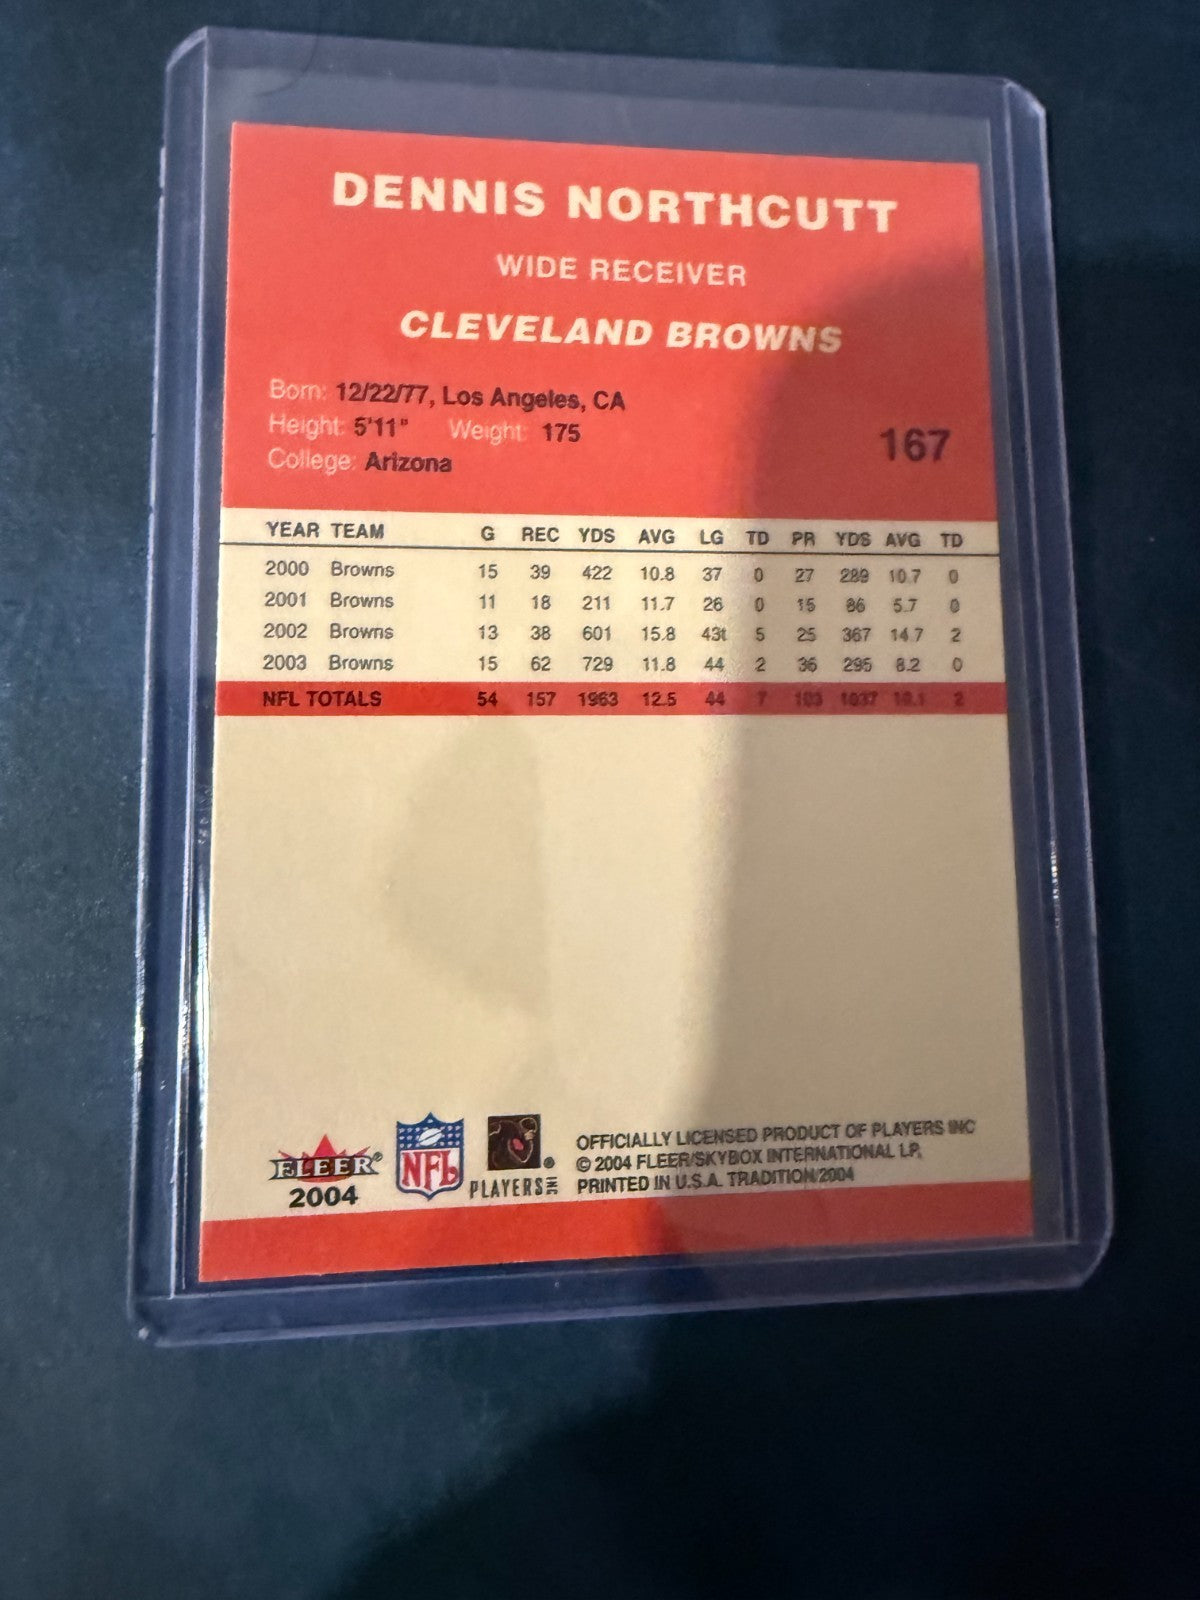 DENNIS NORTHCUTT
WIDE RECEIVER
CLEVELAND BROWNS
Born: 12/22/77, Los Angeles, CA
Height: 5'11" Weight: 175
College: Arizona
167
YEAR TEAM G REC YDS AVG LG TD PR YDS AVG TD
2000 Browns 15 39 422 10.8 37 0 27 289 10.7 0
2001 Browns 11 18 211 11.7 26 0 15 86 5.7 0
2002 Browns 13 38 601 15.8 43t 5 25 367 14.7 2
2003 Browns 15 62 729 11.8 44 2 36 295 8.2 0
NFL TOTALS 54 157 1963 12.5 44 7 103 1037 10.1 2
FLEER®
2004
NFL
PLAYERS INC
OFFICIALLY LICENSED PRODUCT OF PLAYERS INC
© 2004 FLEER/SKYBOX INTERNATIONAL LP.
PRINTED IN U.S.A. TRADITION/2004